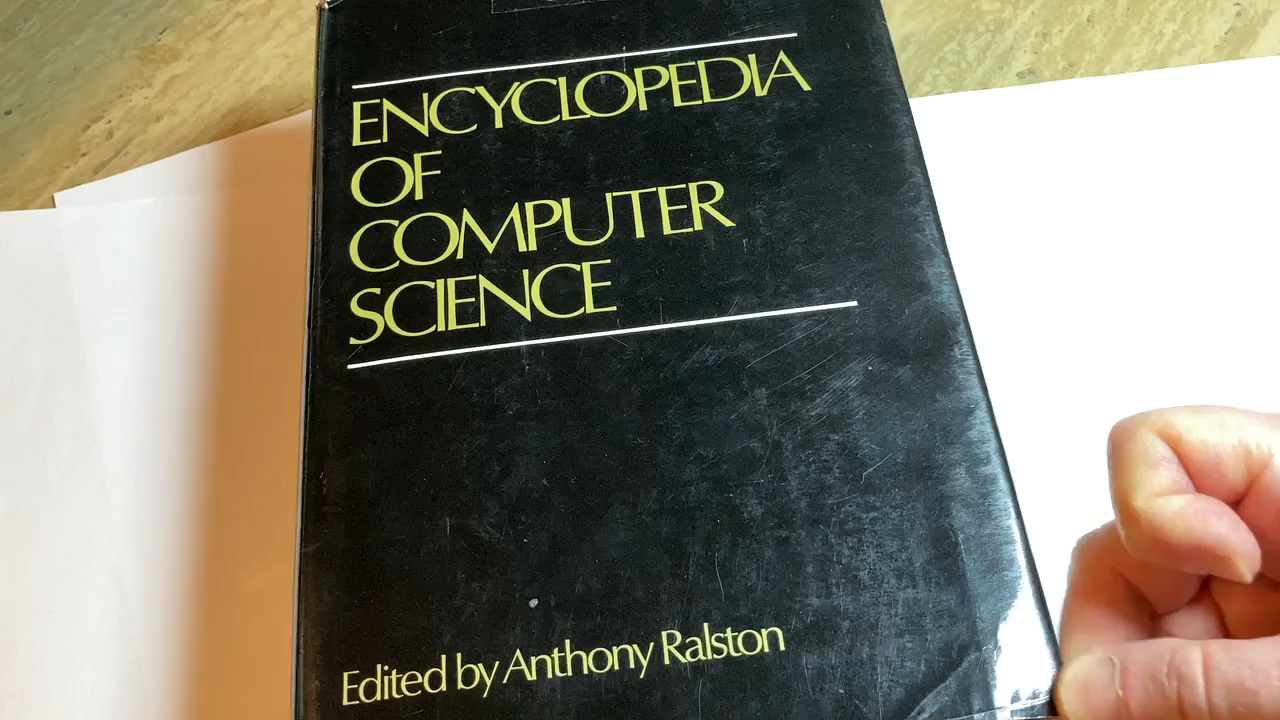 ENCYCLOPEDIA
OF
COMPUTER
SCIENCE
Edited by Anthony Ralston